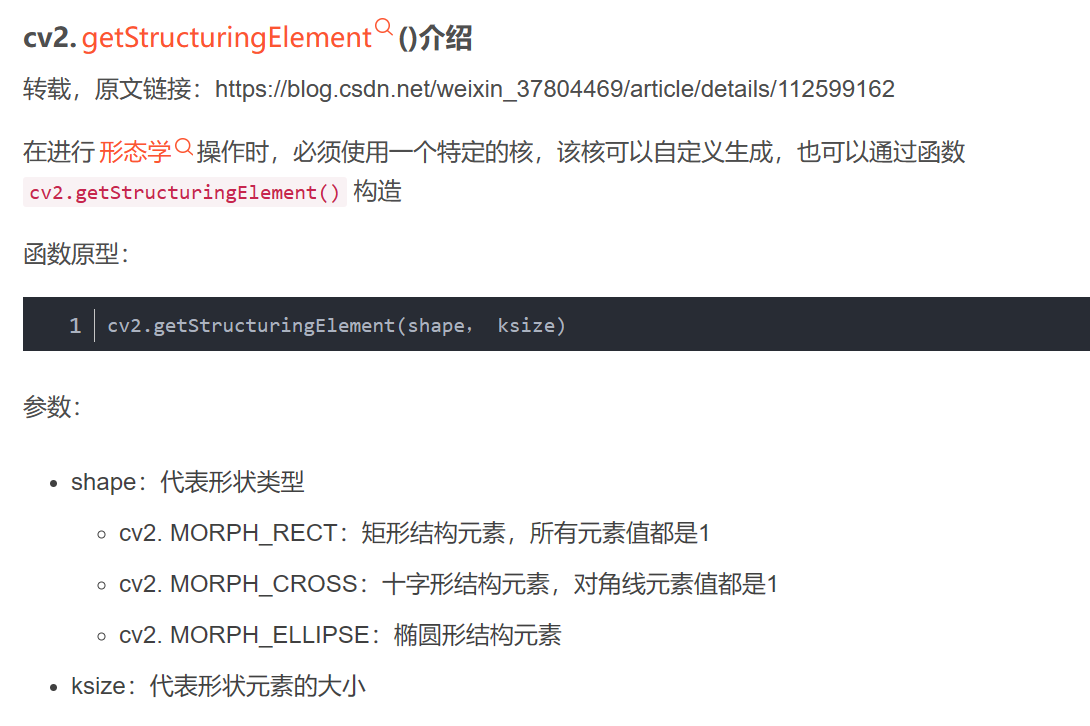 cv2.getStructuringElement()介绍
转载，原文链接：https://blog.csdn.net/weixin_37804469/article/details/112599162
在进行形态学操作时，必须使用一个特定的核，该核可以自定义生成，也可以通过函数
cv2.getStructuringElement() 构造
函数原型：
1 cv2.getStructuringElement(shape， ksize)
参数：
shape：代表形状类型
cv2. MORPH_RECT：矩形结构元素，所有元素值都是1
cv2. MORPH_CROSS：十字形结构元素，对角线元素值都是1
cv2. MORPH_ELLIPSE：椭圆形结构元素
ksize：代表形状元素的大小